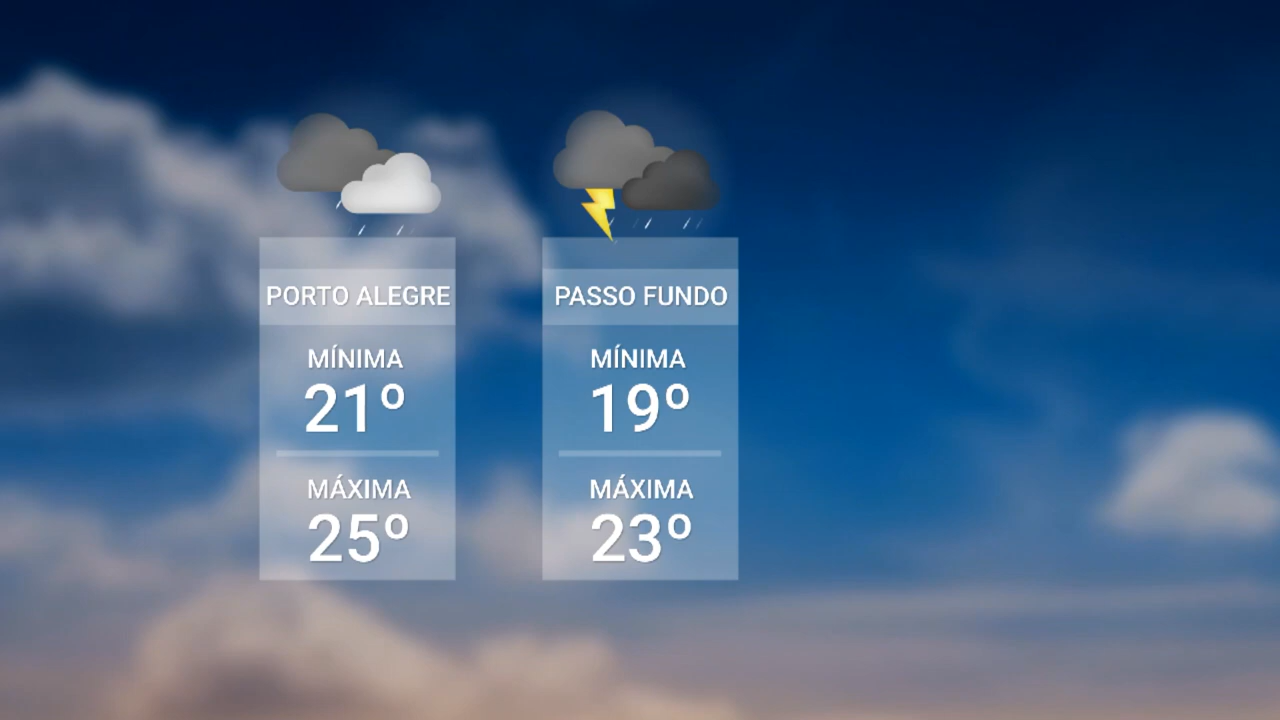 PORTO ALEGRE
MÍNIMA
21º
MÁXIMA
25º
PASSO FUNDO
MÍNIMA
19º
MÁXIMA
23º